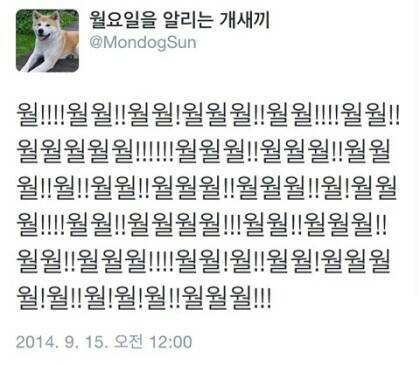 월요일을 알리는 개새끼
@MondogSun
월!!!!월월!!월월!월월월!!월월!!!!월월!!
월월월월월!!!!!!월월월!!월월월!!월월
월!!월!!월월!!월월월!!월월월!!월!월월
월!!!!월월!!월월월월!!!월월!!월월월!!
월월!!월월월!!!!월월!월!!월월!월월월
월!월!!월!월!월!!월월월!!!
2014. 9. 15. 오전 12:00